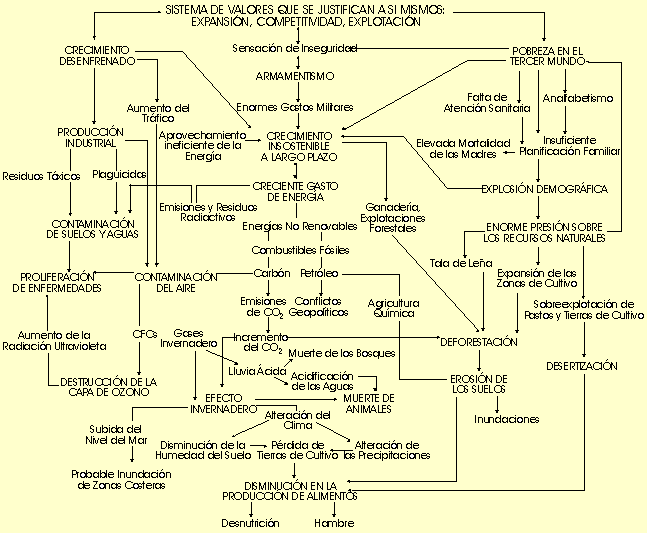 SISTEMA DE VALORES QUE SE JUSTIFICAN A SI MISMOS:
EXPANSIÓN, COMPETITIVIDAD, EXPLOTACIÓN
CRECIMIENTO
DESENFRENADO
Sensación de Inseguridad
POBREZA EN EL
TERCER MUNDO
ARMAMENTISMO
Aumento del
Tráfico
Enormes Gastos Militares
Falta de
Atención Sanitaria
Analfabetismo
PRODUCCIÓN
INDUSTRIAL
Aprovechamiento
ineficiente de la
Energía
CRECIMIENTO
INSOSTENIBLE
A LARGO PLAZO
Elevada Mortalidad
de las Madres
Insuficiente
Planificación Familiar
Residuos Tóxicos
Plaguicidas
CRECIENTE GASTO
DE ENERGIA
EXPLOSIÓN DEMOGRÁFICA
Emisiones y Residuos
Radiactivos
Ganadería,
Explotaciones
Forestales
CONTAMINACIÓN
DE SUELOS Y AGUAS
Energías No Renovables
ENORME PRESIÓN SOBRE
LOS RECURSOS NATURALES
Combustibles Fósiles
Tala de Leña
PROLIFERACIÓN
DE ENFERMEDADES
CONTAMINACIÓN
DEL AIRE
Carbón
Petróleo
Expansión de las
Zonas de Cultivo
Emisiones
de CO2
Conflictos
Geopolíticos
Agricultura
Química
Sobreexplotación de
Pastos y Tierras de Cultivo
Aumento de la
Radiación Ultravioleta
CFCs
Gases
Invernadero
Incremento
del CO2
DEFORESTACIÓN
Muerte de los Bosques
Lluvia Ácida
DESERTIZACIÓN
DESTRUCCIÓN DE LA
CAPA DE OZONO
Acidificación
de las Aguas
EROSIÓN DE
LOS SUELOS
EFECTO
INVERNADERO
MUERTE DE
ANIMALES
Subida del
Nivel del Mar
Alteración del
Clima
Inundaciones
Disminución de la
Humedad del Suelo
Pérdida de
Tierras de Cultivo
Alteración de
las Precipitaciones
Probable Inundación
de Zonas Costeras
DISMINUCIÓN EN LA
PRODUCCIÓN DE ALIMENTOS
Desnutrición
Hambre